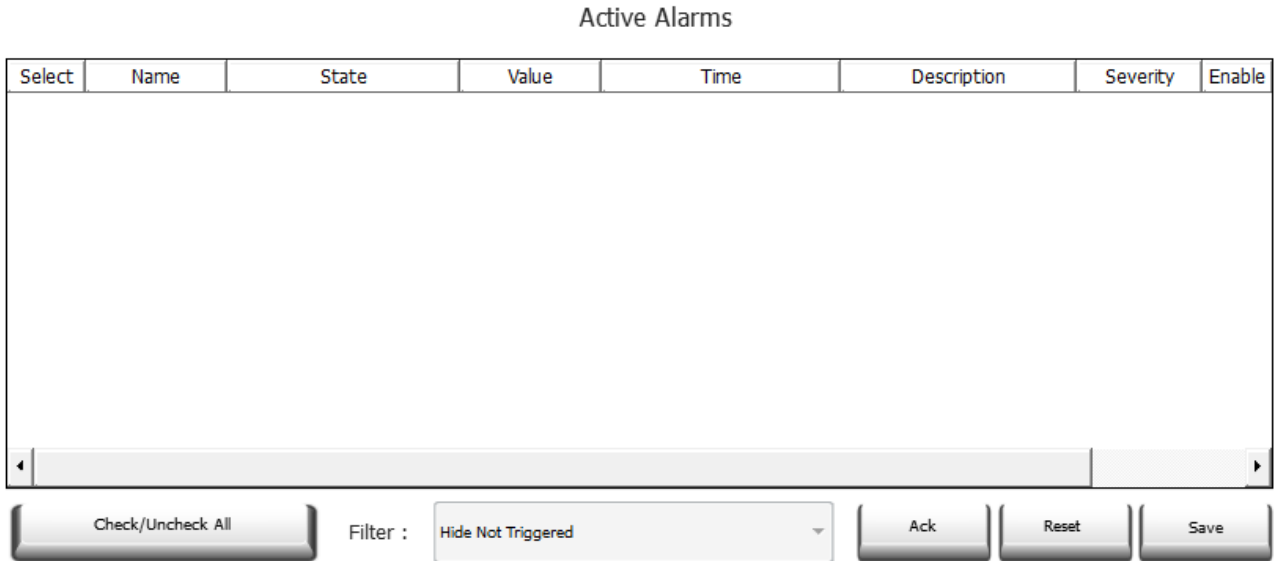 Active Alarms
Select Name State Value Time Description Severity Enable
Check/Uncheck All Filter : Hide Not Triggered Ack Reset Save